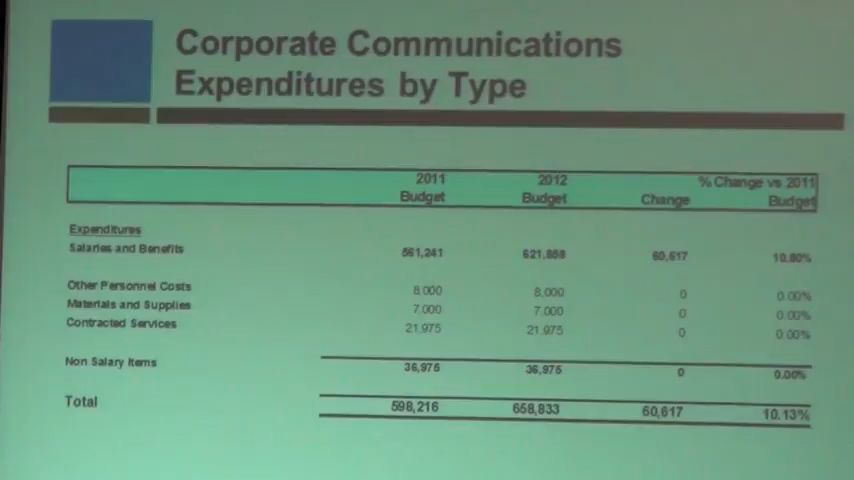 Corporate Communications
Expenditures by Type
2011 Budget 2012 Budget Change % Change vs 2011 Budget
Expenditures
Salaries and Benefits 561,241 621,858 60,617 10.80%
Other Personnel Costs 8,000 8,000 0 0.00%
Materials and Supplies 7,000 7,000 0 0.00%
Contracted Services 21,975 21,975 0 0.00%
Non Salary Items 36,975 36,975 0 0.00%
Total 598,216 658,833 60,617 10.13%